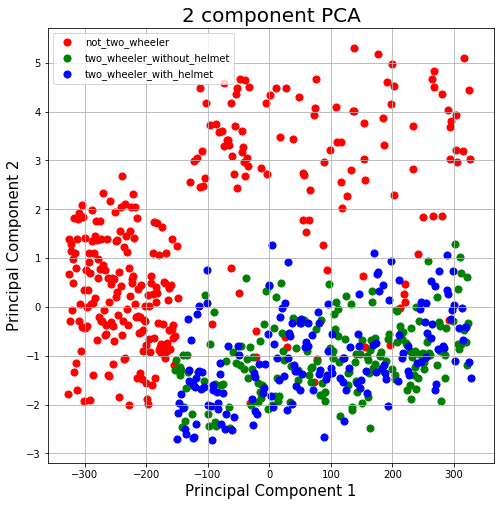 2 component PCA
not_two_wheeler
two_wheeler_without_helmet
two_wheeler_with_helmet
5
4
3
2
1
0
−1
−2
−3
Principal Component 2
−300
−200
−100
0
100
200
300
Principal Component 1